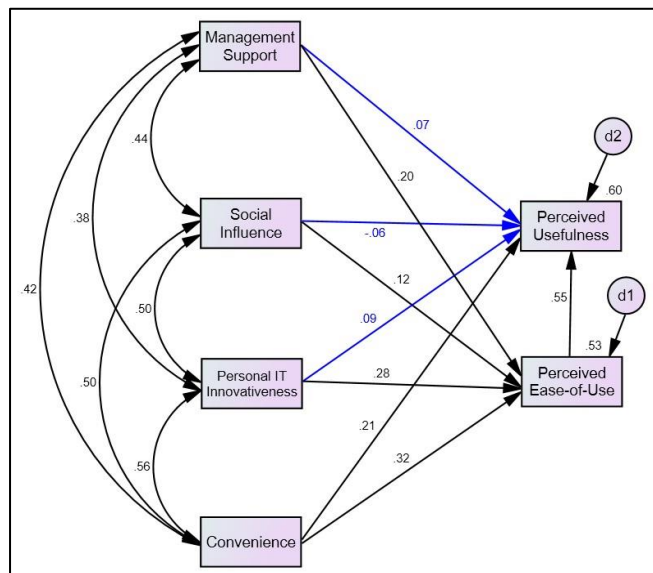 Management
Support
.07
d2
.44
.20
.60
.38
Social
Influence
-.06
Perceived
Usefulness
.42
.12
.50
.55
d1
.09
.53
.50
Personal IT
Innovativeness
.28
Perceived
Ease-of-Use
.21
.32
.56
Convenience